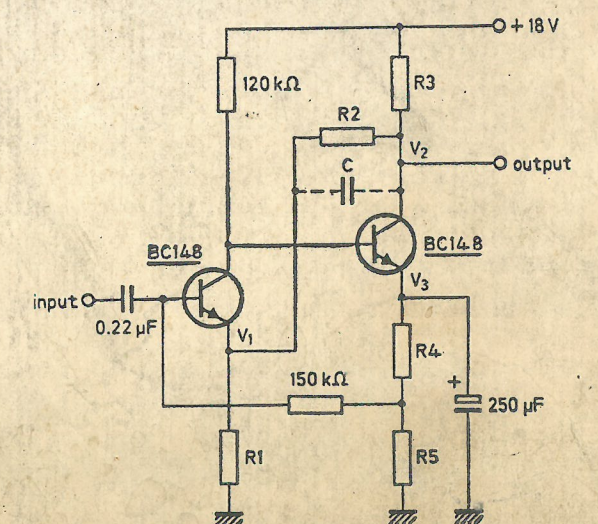 + 18 V
120 kΩ
R3
R2
V2
C
output
BC148
BC148
input
0.22 µF
V1
V3
R4
150 kΩ
+
250 µF
R1
R5